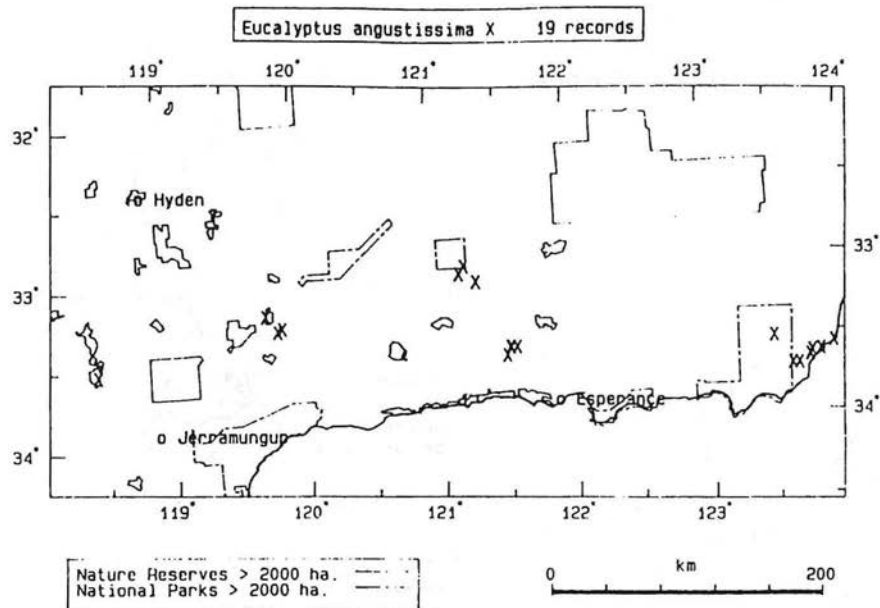 Eucalyptus angustissima X 19 records
119° 120° 121° 122° 123° 124°
32°
Hyden
33°
33°
X X X
Esperance
34°
Jerramungup
34°
119° 120° 121° 122° 123°
Nature Reserves > 2000 ha.
National Parks > 2000 ha.
km
0 200